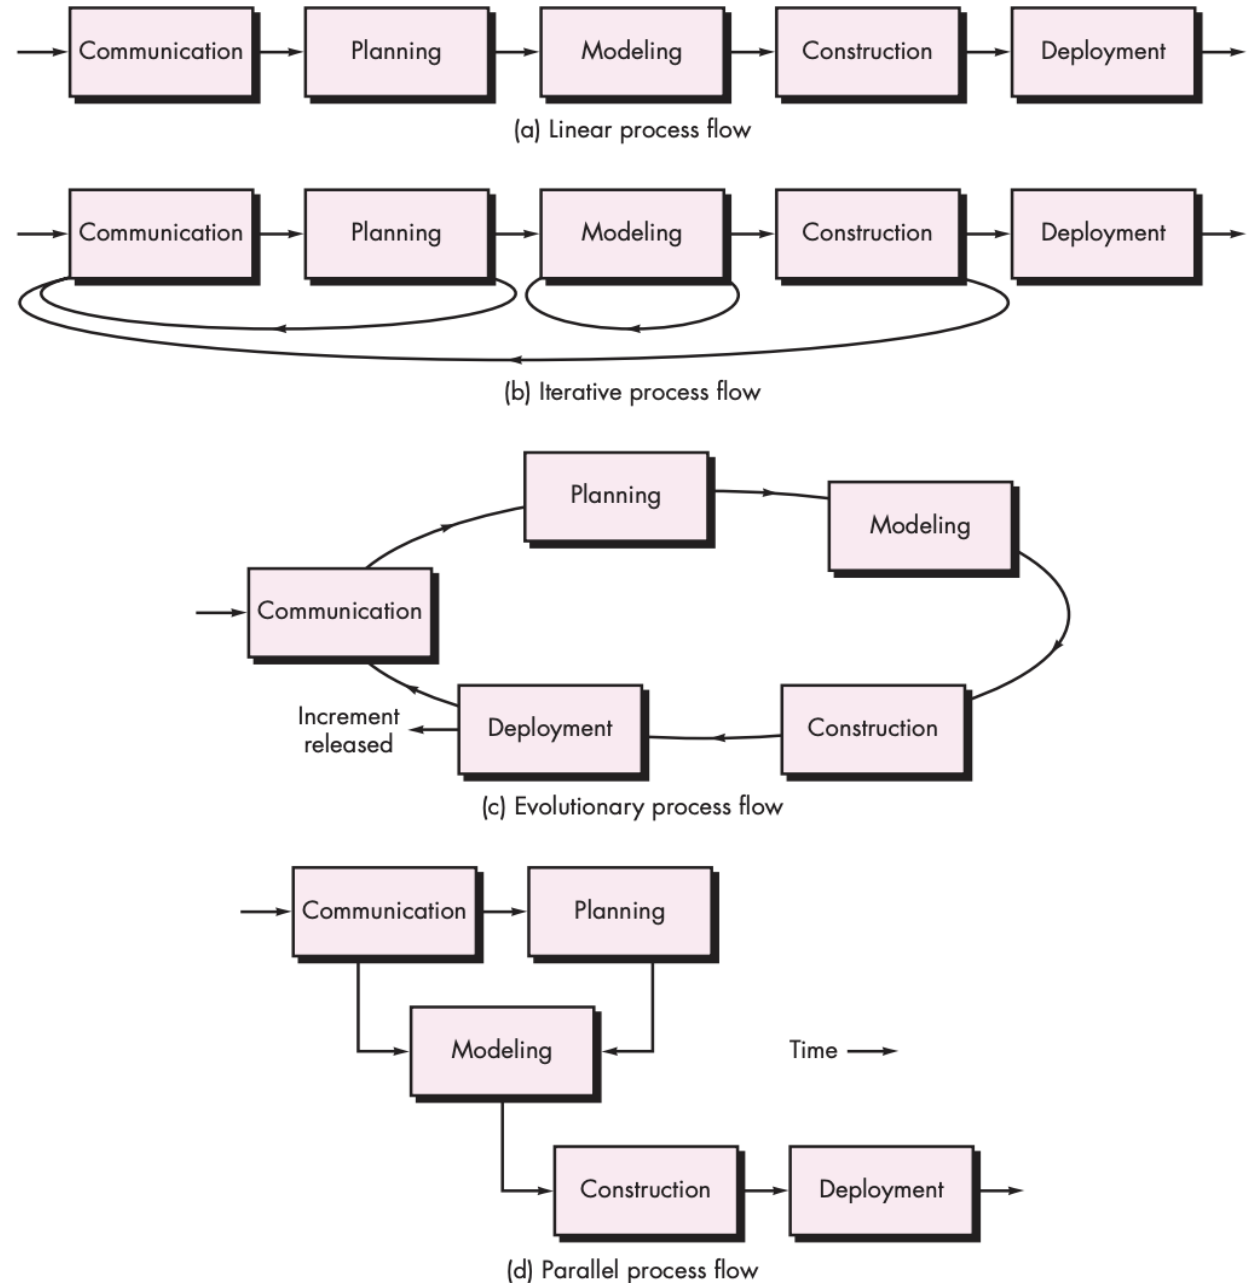 Communication Planning Modeling Construction Deployment
(a) Linear process flow
Communication Planning Modeling Construction Deployment
(b) Iterative process flow
Planning
Modeling
Communication
Increment
released
Deployment
Construction
(c) Evolutionary process flow
Communication Planning
Modeling
Time
Construction Deployment
(d) Parallel process flow